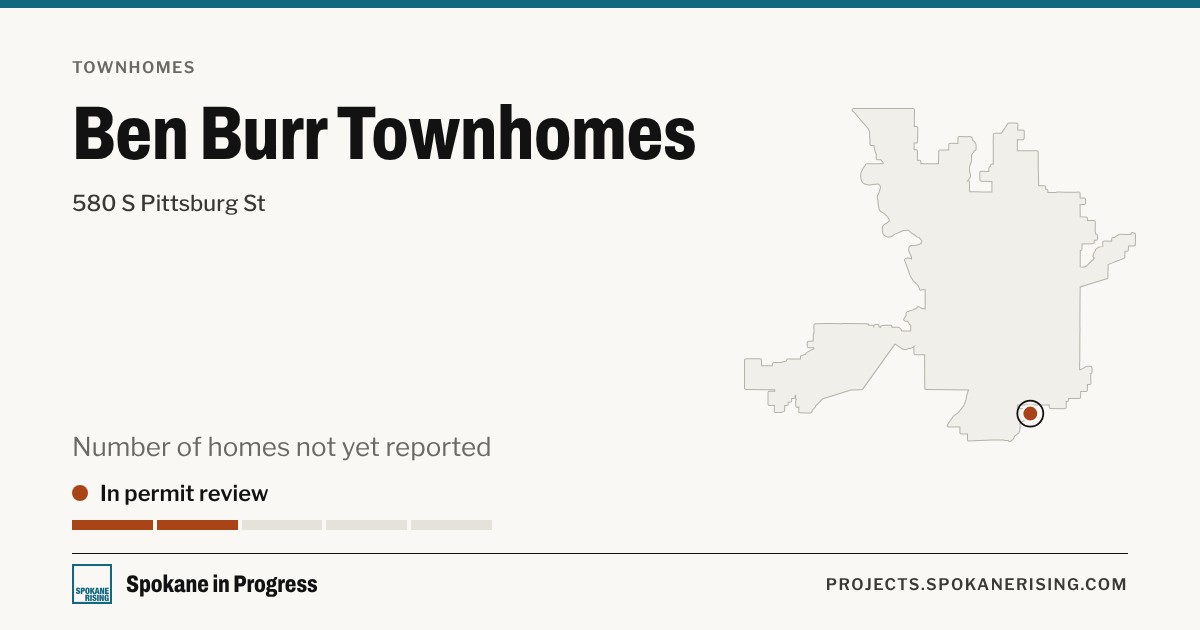 TOWNHOMES
Ben Burr Townhomes
580 S Pittsburg St
Number of homes not yet reported
In permit review
SPOKANE
RISING
Spokane in Progress
PROJECTS.SPOKANERISING.COM